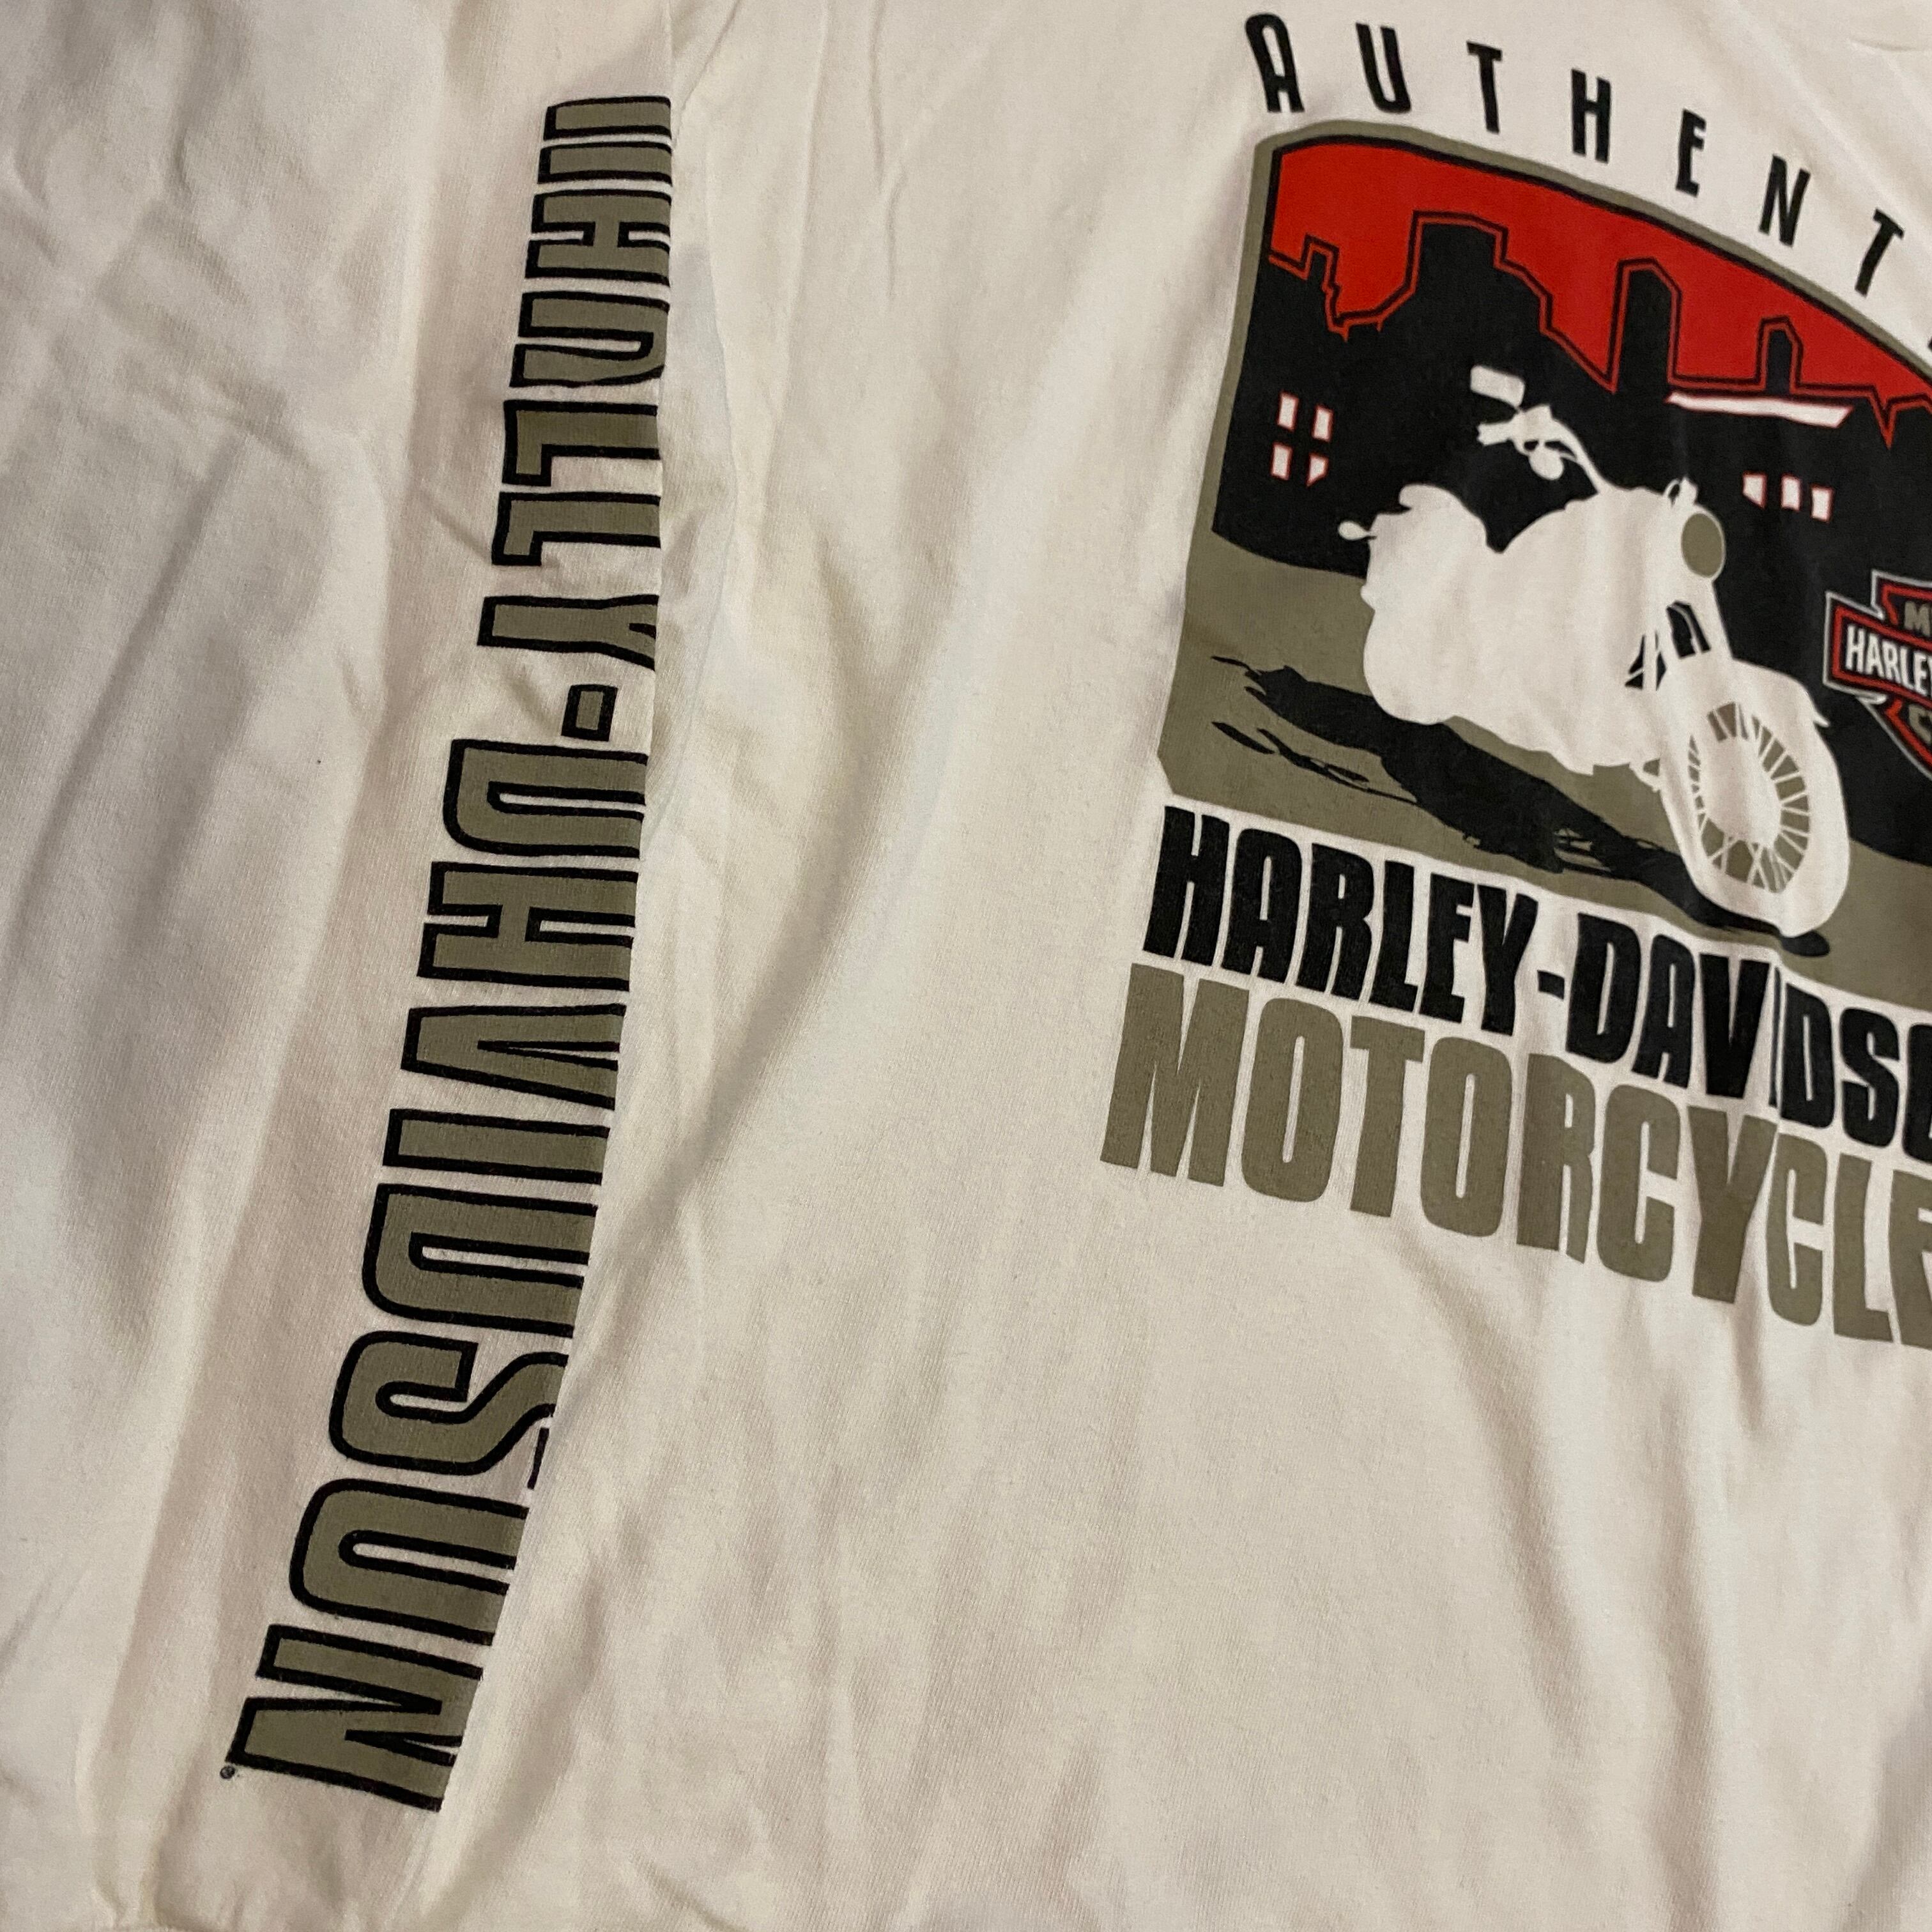 HARLEY-DAVIDSON
®
AUTHENT
M
HARLEY
C
HARLEY-DAVIDSO
MOTORCYCLE